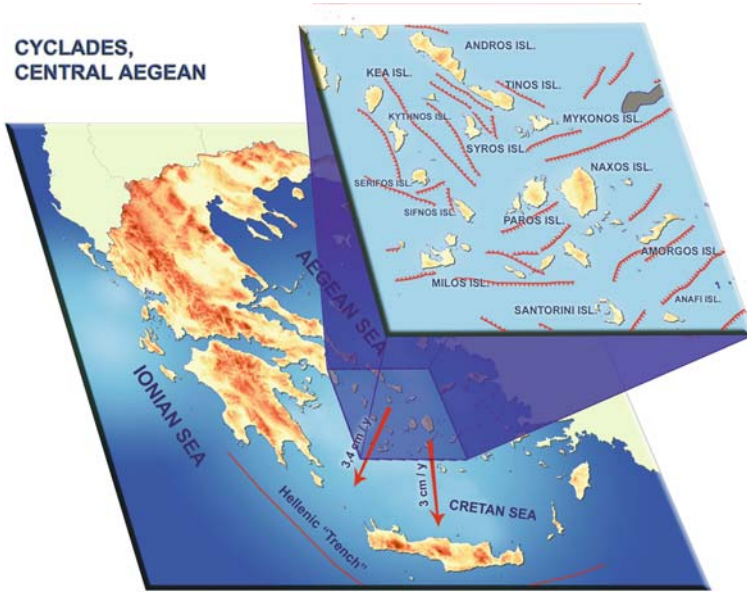 CYCLADES,
CENTRAL AEGEAN
ANDROS ISL.
KEA ISL.
TINOS ISL.
KYTHNOS ISL.
MYKONOS ISL.
SYROS ISL.
NAXOS ISL.
SERIFOS ISL.
SIFNOS ISL.
PAROS ISL.
AMORGOS ISL.
MILOS ISL.
SANTORINI ISL.
ANAFI ISL.
AEGEAN SEA
IONIAN SEA
3,4 cm / y
3 cm / y
CRETAN SEA
Hellenic "Trench"